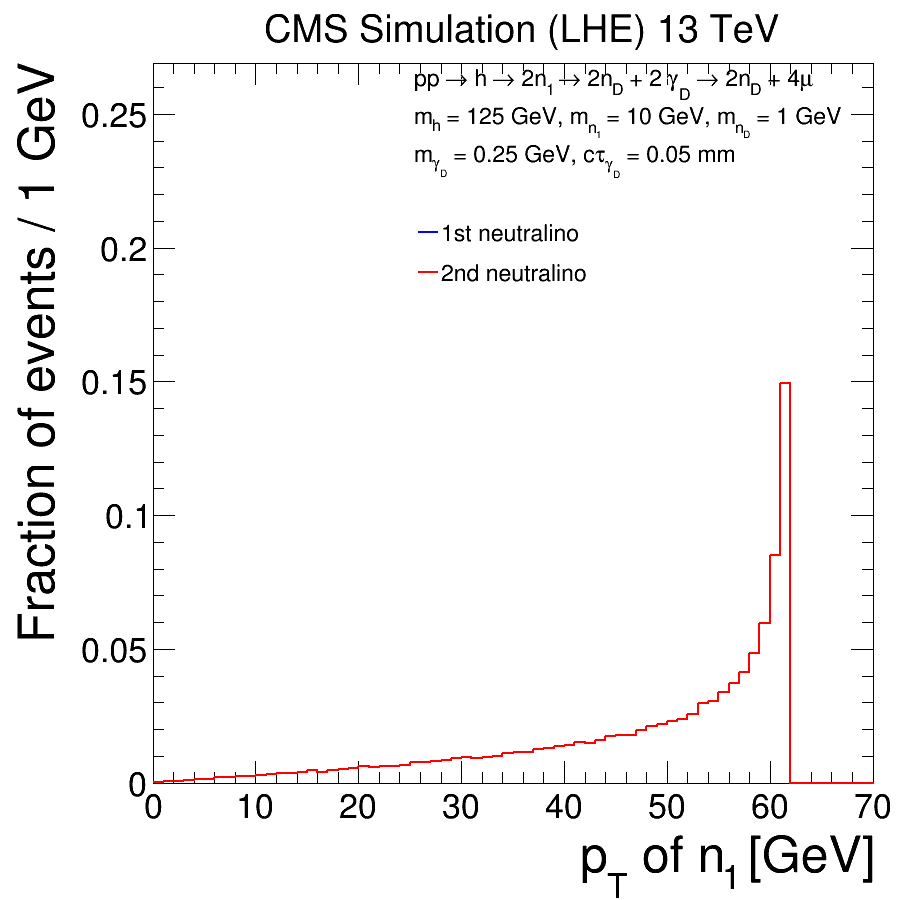 CMS Simulation (LHE) 13 TeV
pp → h → 2n1 → 2nD + 2 γD → 2nD + 4μ
mh = 125 GeV, mn1 = 10 GeV, mnD = 1 GeV
mγD = 0.25 GeV, cτγD = 0.05 mm
1st neutralino
2nd neutralino
Fraction of events / 1 GeV
0.25
0.2
0.15
0.1
0.05
0
0 10 20 30 40 50 60 70
pT of n1 [GeV]